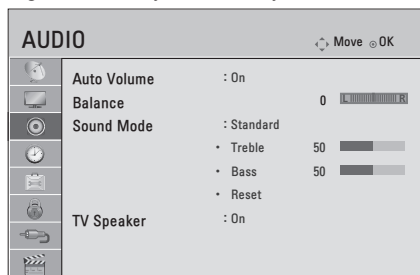 AUDIO
Move OK
Auto Volume : On
Balance 0 L R
Sound Mode : Standard
• Treble 50
• Bass 50
• Reset
TV Speaker : On